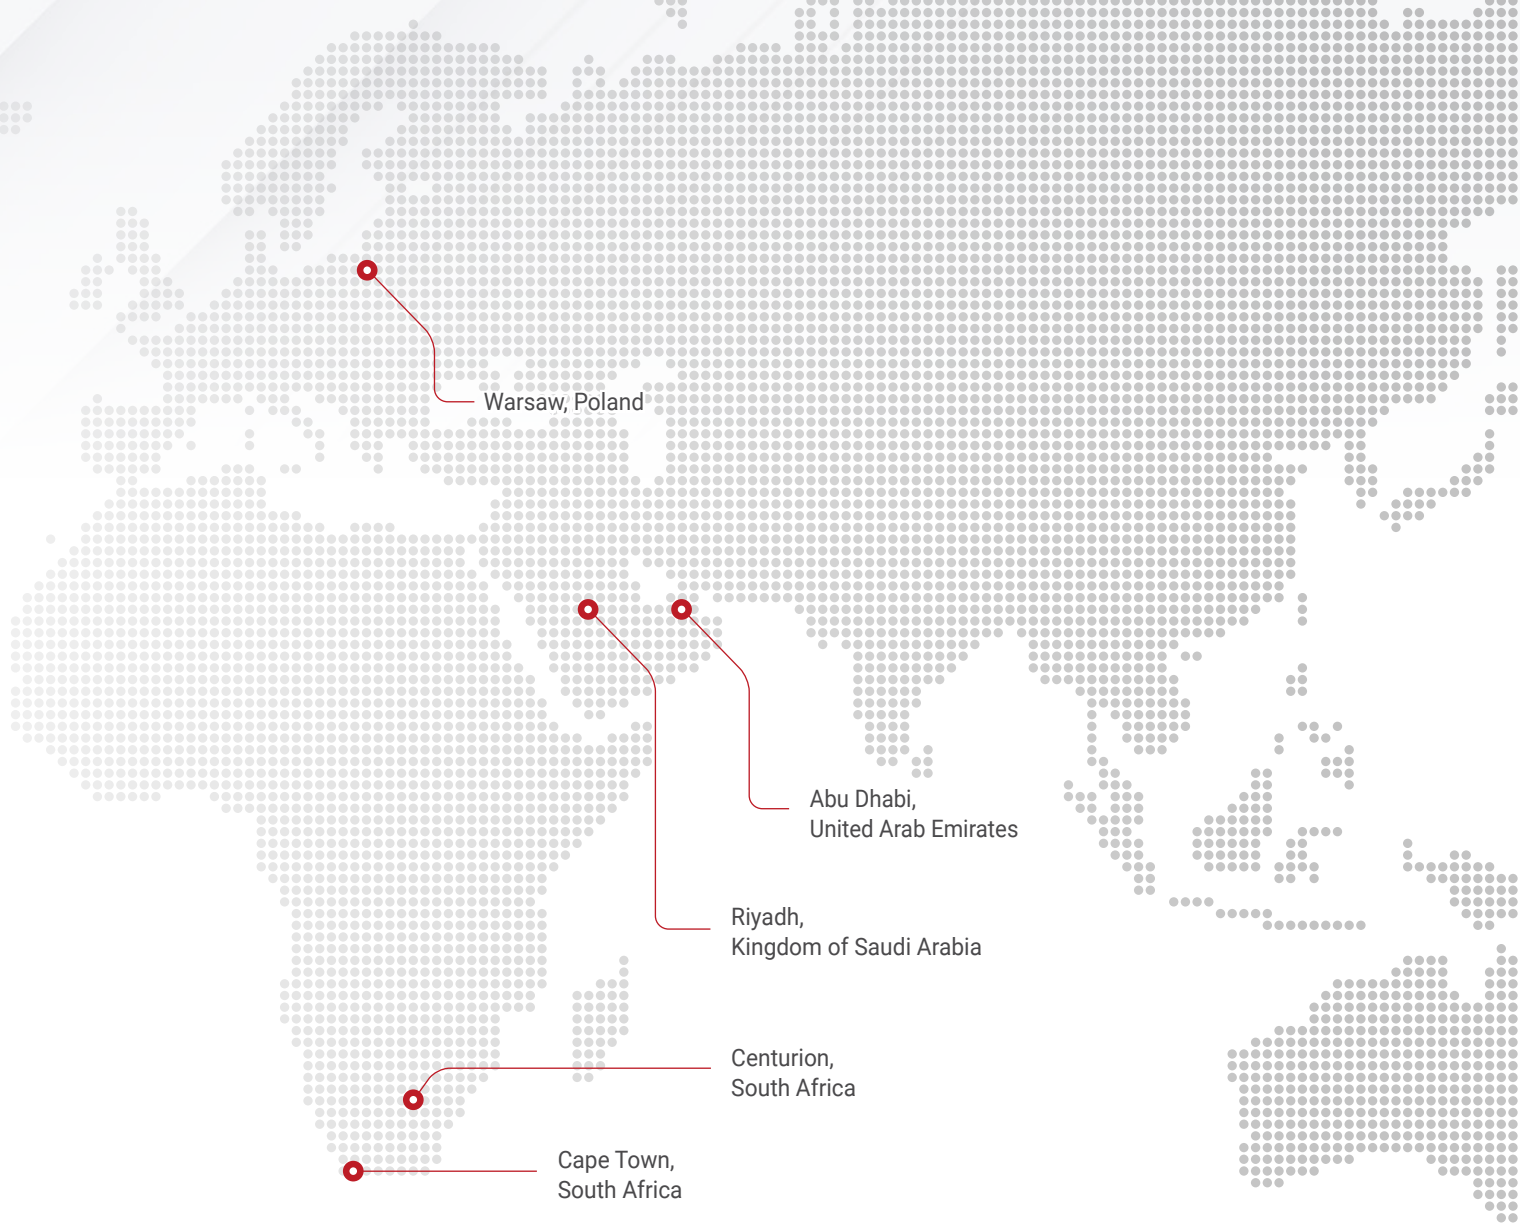 Warsaw, Poland
Abu Dhabi,
United Arab Emirates
Riyadh,
Kingdom of Saudi Arabia
Centurion,
South Africa
Cape Town,
South Africa